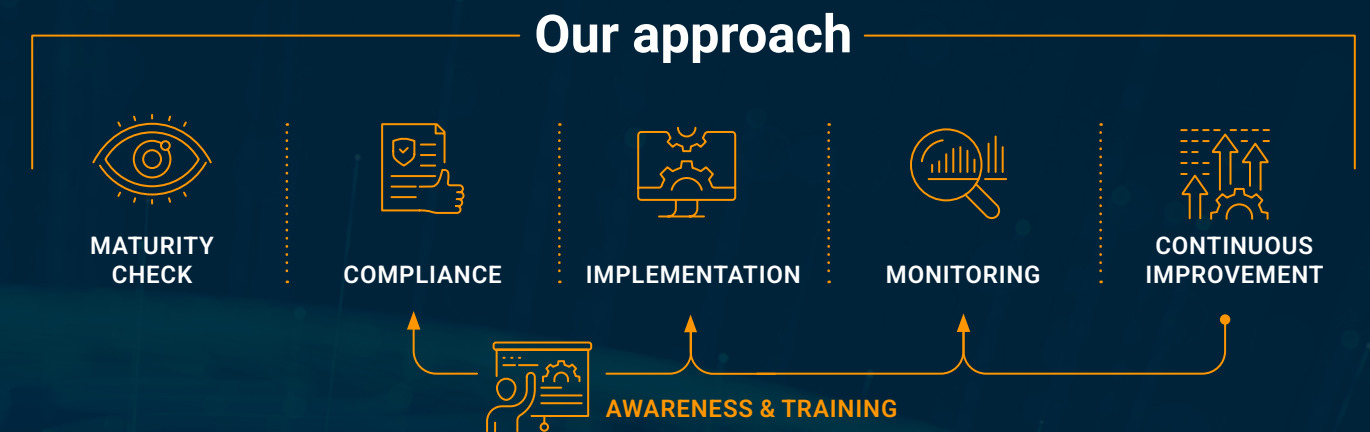 Our approach
MATURITY
CHECK
COMPLIANCE
IMPLEMENTATION
MONITORING
CONTINUOUS
IMPROVEMENT
AWARENESS & TRAINING